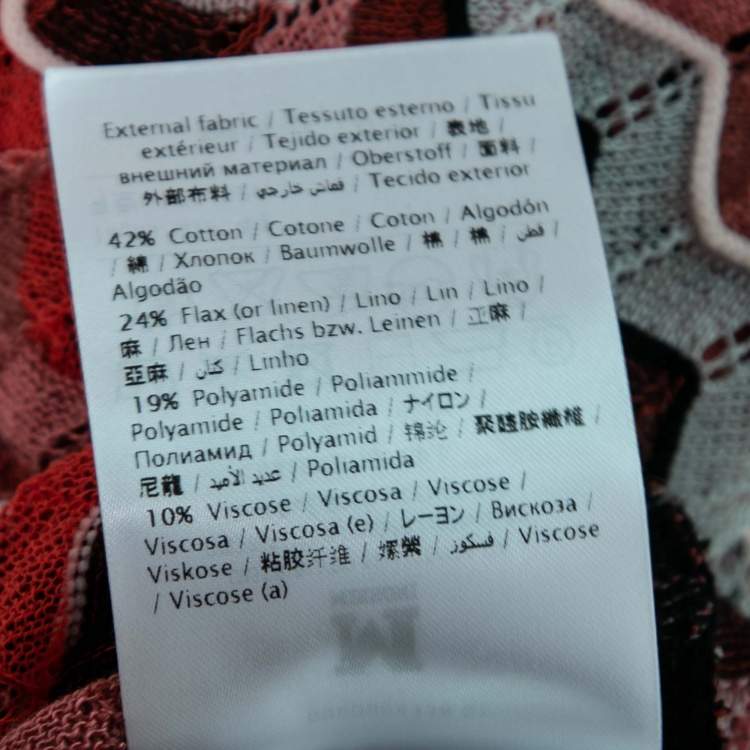 External fabric / Tessuto esterno / Tissu
extérieur / Tejido exterior / 表地 /
внешний материал / Oberstoff / 面料 /
外部布料 / قماش خارجي / Tecido exterior
42% Cotton / Cotone / Coton / Algodón
/ 綿 / Хлопок / Baumwolle / 棉 / 棉 / قطن /
Algodão
24% Flax (or linen) / Lino / Lin / Lino /
麻 / Лен / Flachs bzw. Leinen / 亚麻 /
亞麻 / كتان / Linho
19% Polyamide / Poliammide /
Polyamide / Poliamida / ナイロン /
Полиамид / Polyamid / 锦纶 / 聚醯胺纖維 /
尼龍 / عديد الأميد / Poliamida
10% Viscose / Viscosa / Viscose /
Viscosa / Viscosa (e) / レーヨン / Вискоза /
Viskose / 粘胶纤维 / 嫘縈 / فسكوز / Viscose
/ Viscose (a)